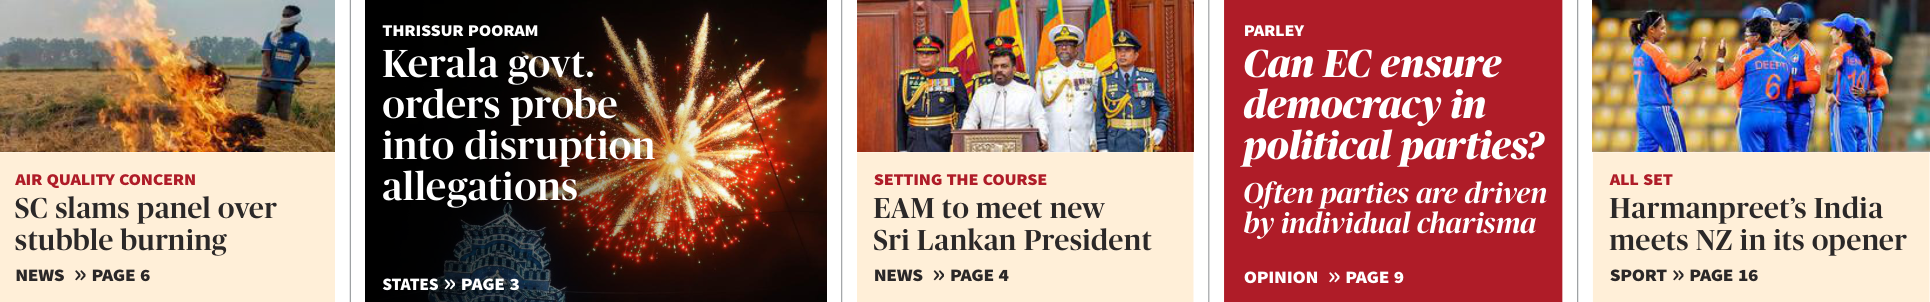 AIR QUALITY CONCERN
SC slams panel over
stubble burning
NEWS » PAGE 6
THRISSUR POORAM
Kerala govt.
orders probe
into disruption
allegations
STATES » PAGE 3
SETTING THE COURSE
EAM to meet new
Sri Lankan President
NEWS » PAGE 4
PARLEY
Can EC ensure
democracy in
political parties?
Often parties are driven
by individual charisma
OPINION » PAGE 9
DEEPTI
6
7
ALL SET
Harmanpreet’s India
meets NZ in its opener
SPORT » PAGE 16